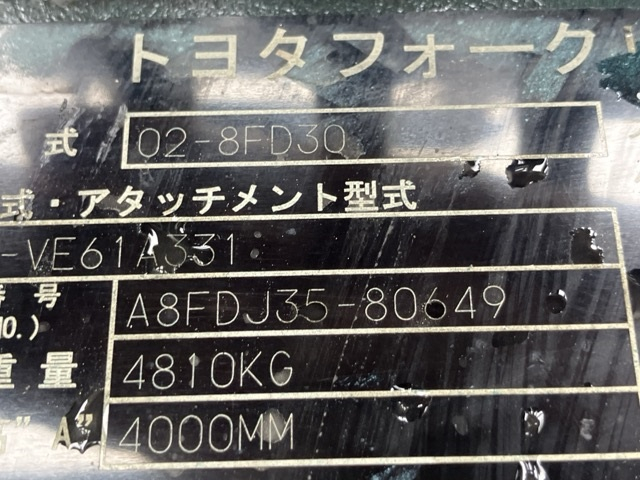 トヨタフォーク
式 02-8FD30
式・アタッチメント型式
-VE61A331
番号
NO.) A8FDJ35-80649
重量 4810KG
"A" 4000MM